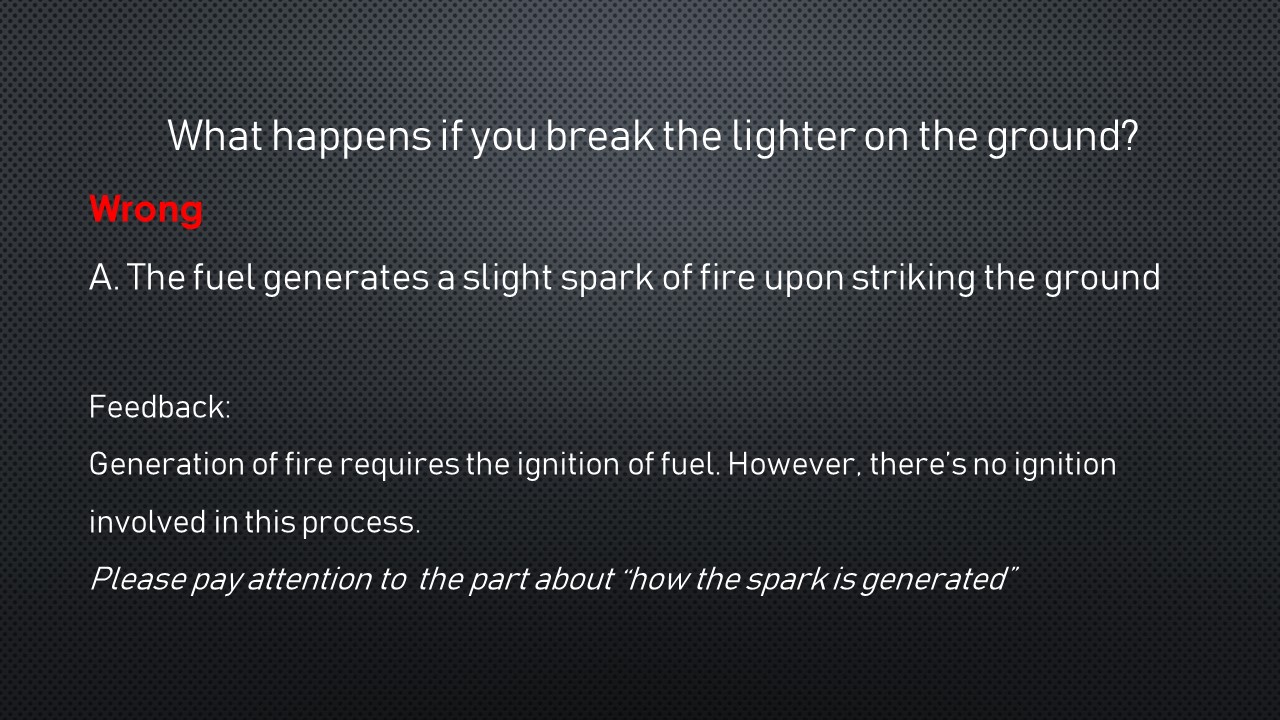 What happens if you break the lighter on the ground?
Wrong
A. The fuel generates a slight spark of fire upon striking the ground
Feedback:
Generation of fire requires the ignition of fuel. However, there's no ignition
involved in this process.
Please pay attention to  the part about “how the spark is generated”